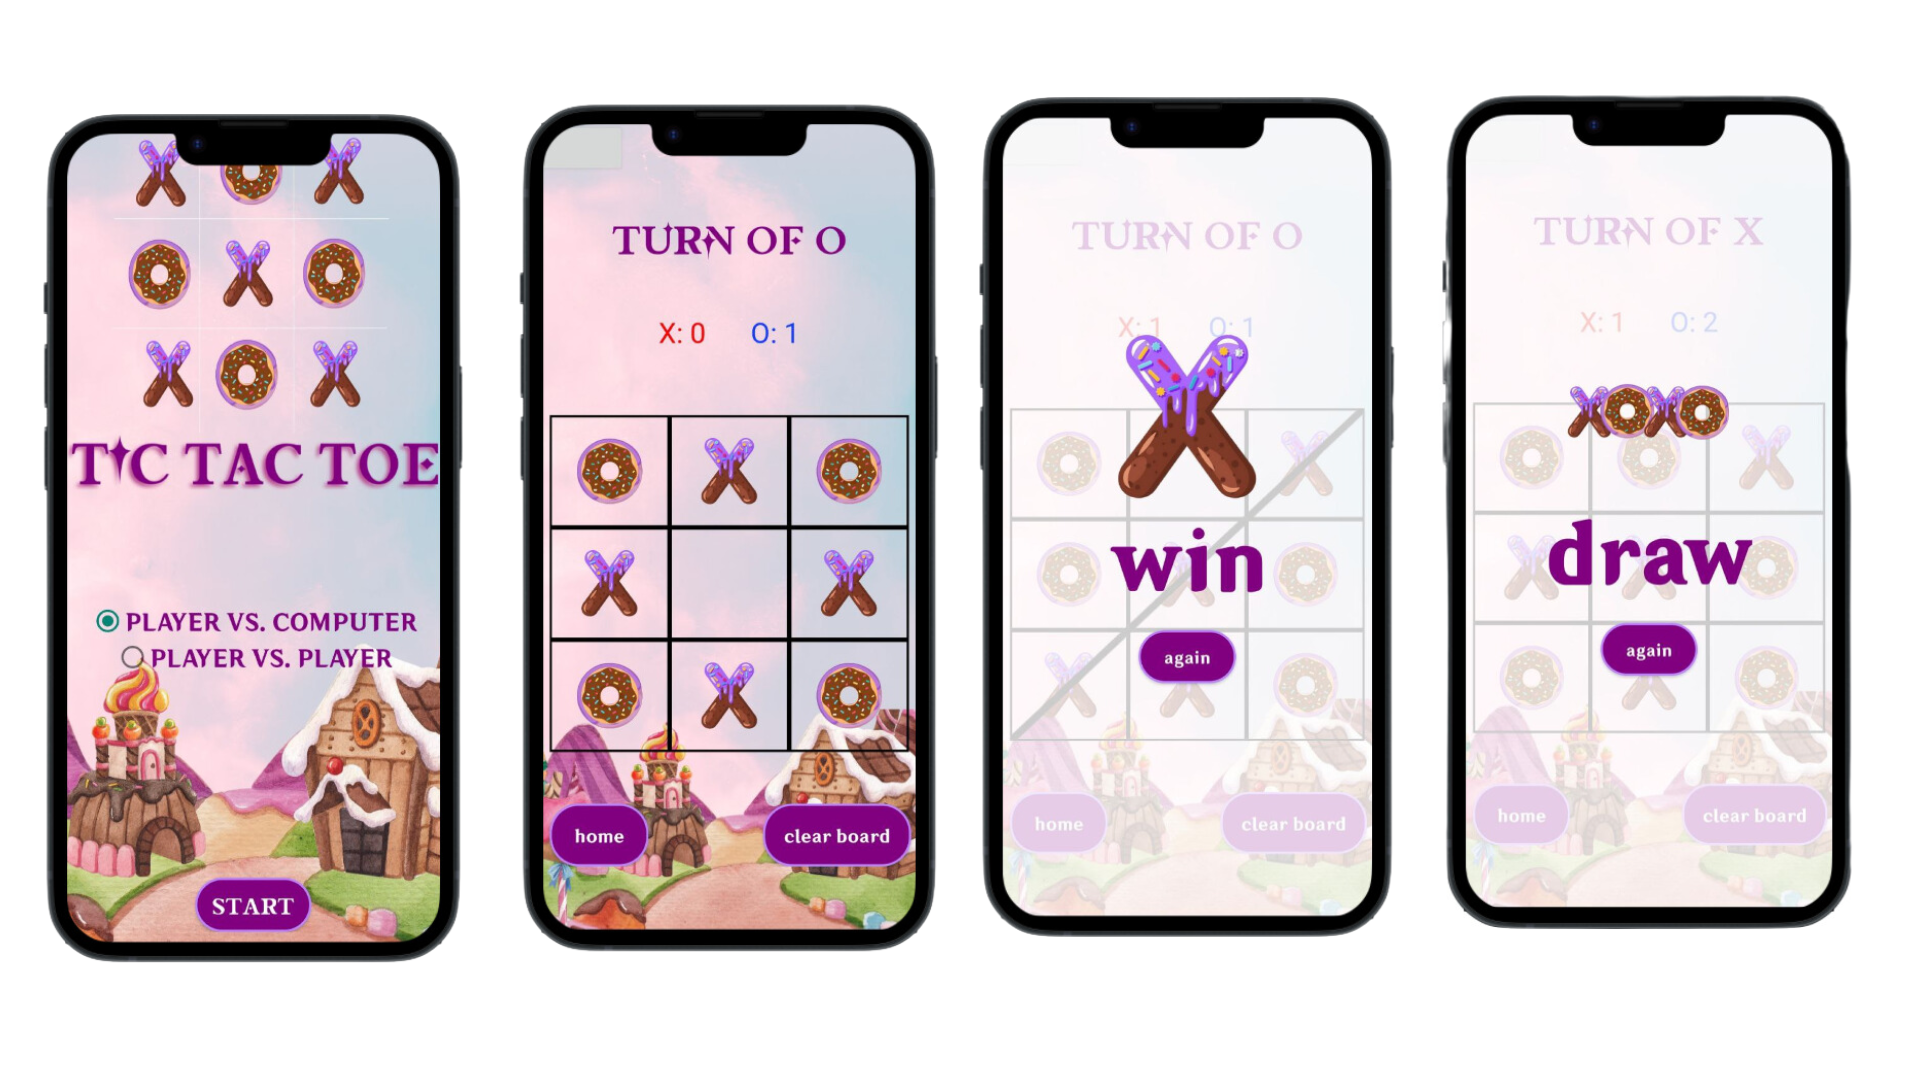 TIC TAC TOE
PLAYER VS. COMPUTER
PLAYER VS. PLAYER
START
TURN OF O
X: 0 O: 1
home clear board
TURN OF O
X: 1 O: 1
win
again
home clear board
TURN OF X
X: 1 O: 2
XOXO
draw
again
home clear board